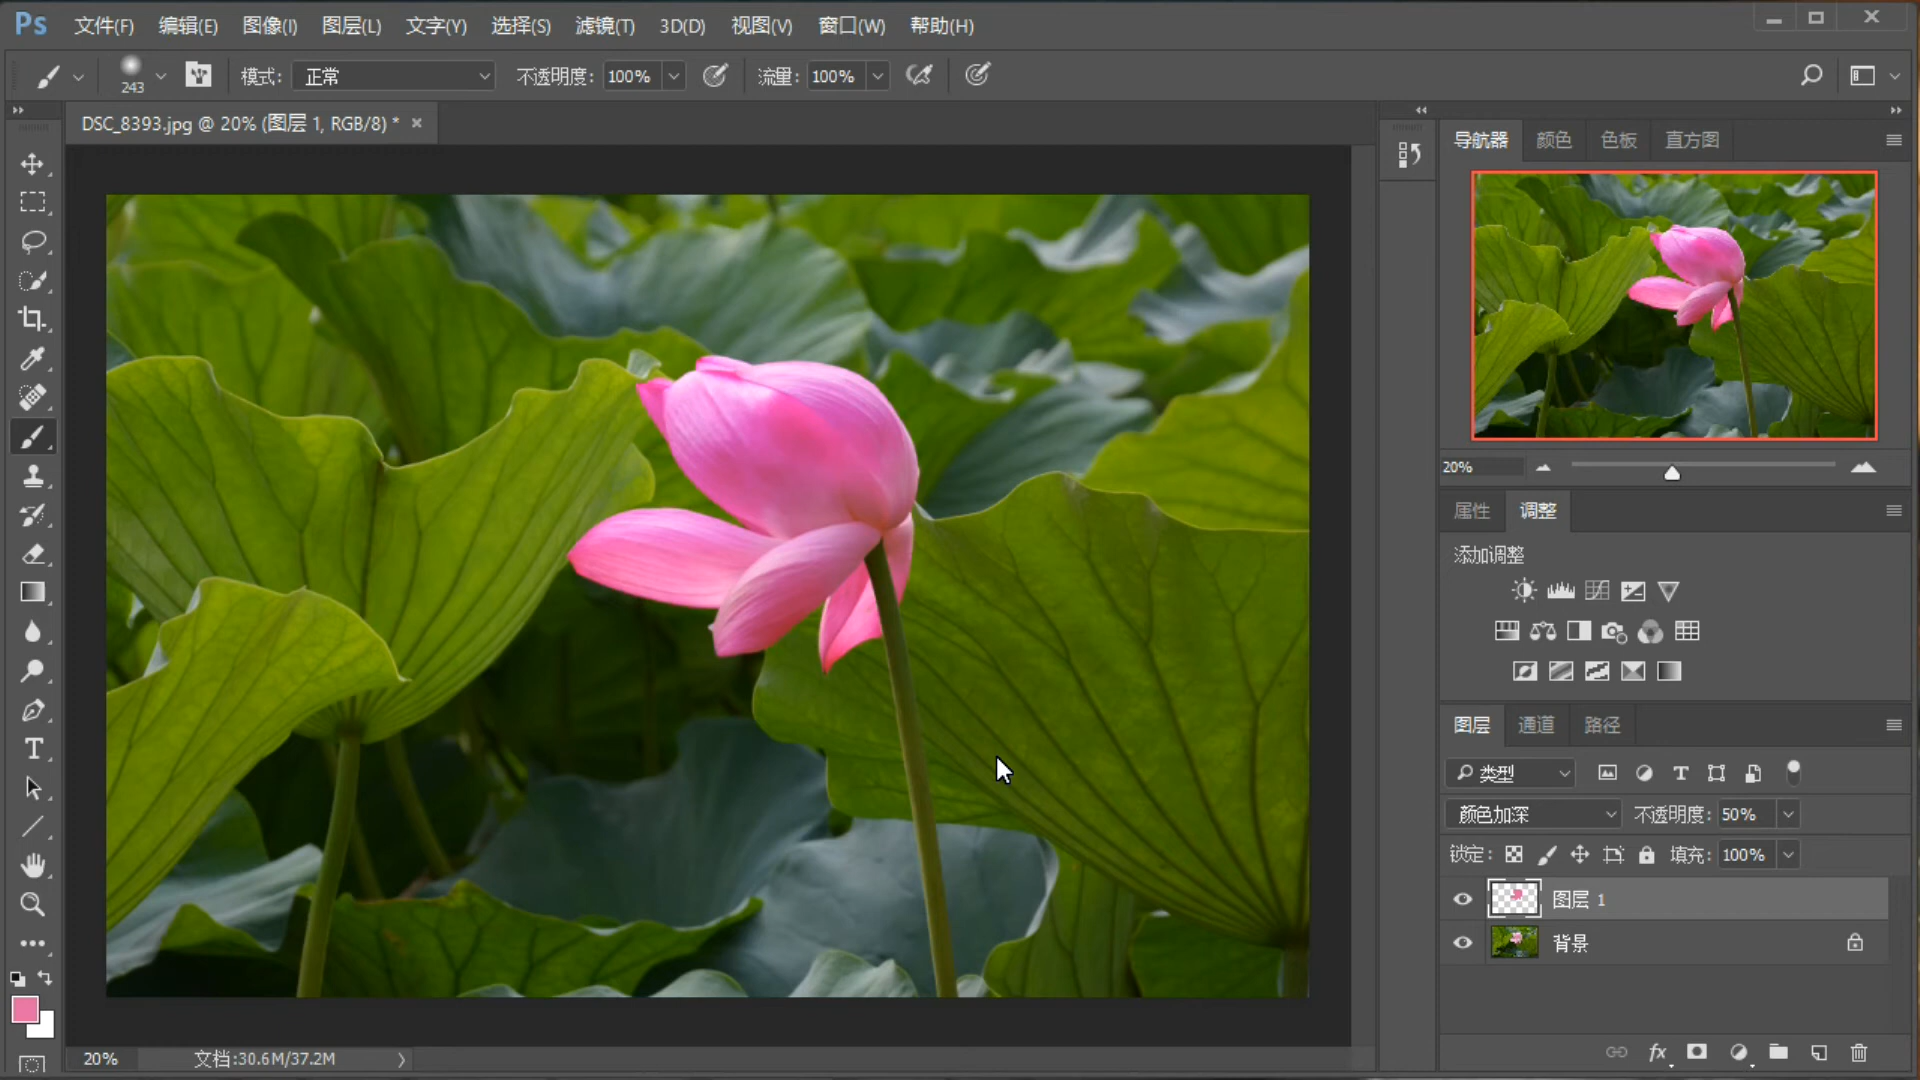 Ps 文件(F) 编辑(E) 图像(I) 图层(L) 文字(Y) 选择(S) 滤镜(T) 3D(D) 视图(V) 窗口(W) 帮助(H)
243 模式: 正常 不透明度: 100% 流量: 100%
DSC_8393.jpg @ 20% (图层 1, RGB/8) *
导航器 颜色 色板 直方图
20%
属性 调整
添加调整
图层 通道 路径
类型
颜色加深 不透明度: 50%
锁定: 填充: 100%
图层 1
背景
fx
20% 文档:30.6M/37.2M